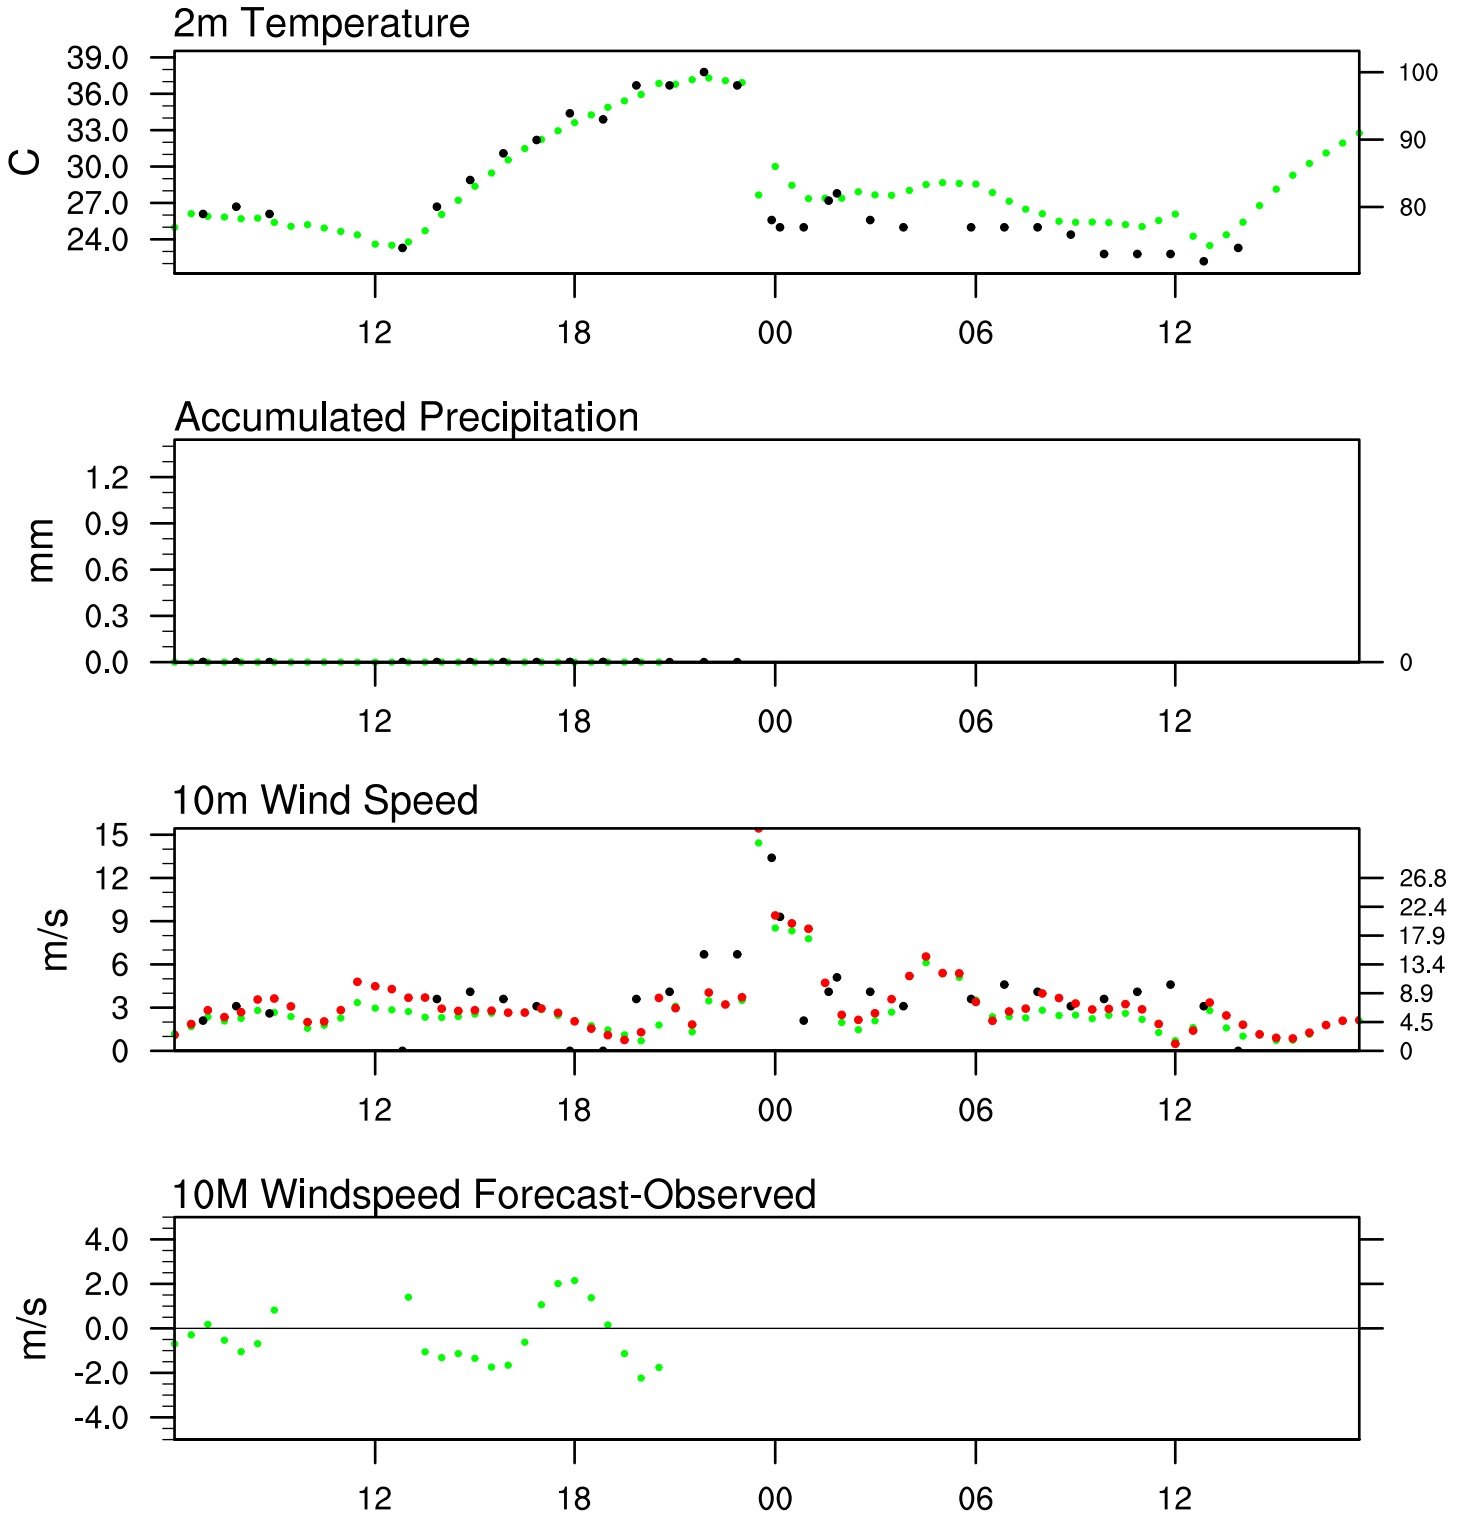 2m Temperature
39.0
36.0
33.0
30.0
27.0
24.0
C
100
90
80
12 18 00 06 12
Accumulated Precipitation
1.2
0.9
0.6
0.3
0.0
mm
0
12 18 00 06 12
10m Wind Speed
15
12
9
6
3
0
m/s
26.8
22.4
17.9
13.4
8.9
4.5
0
12 18 00 06 12
10M Windspeed Forecast-Observed
4.0
2.0
0.0
-2.0
-4.0
m/s
12 18 00 06 12